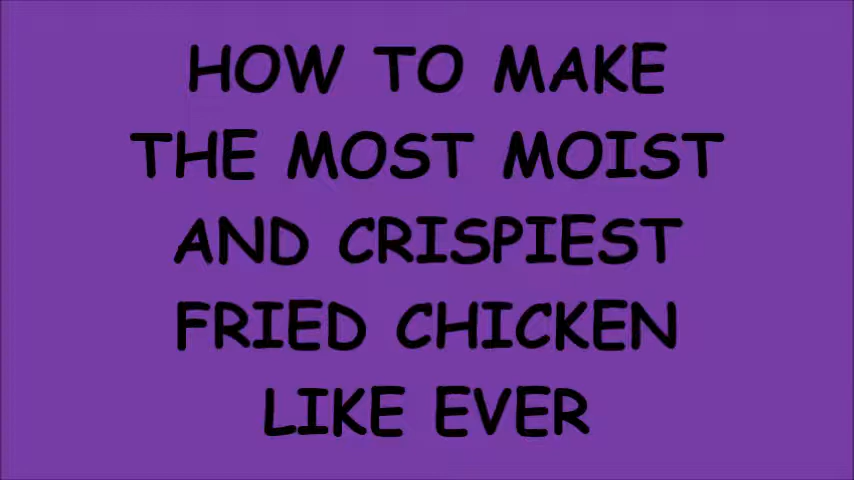 HOW TO MAKE
THE MOST MOIST
AND CRISPIEST
FRIED CHICKEN
LIKE EVER